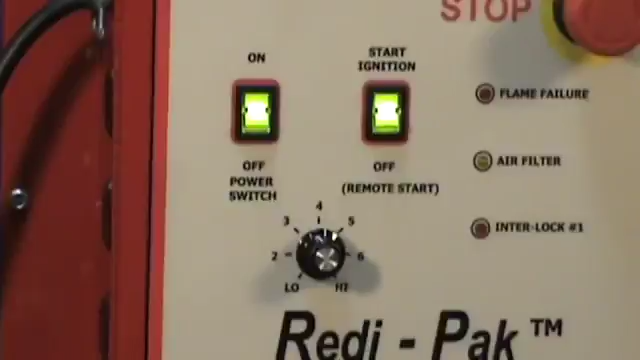 STOP
ON
START
IGNITION
FLAME FAILURE
OFF
POWER
SWITCH
OFF
(REMOTE START)
AIR FILTER
4
3
5
2
6
LO
HI
INTER-LOCK #1
Redi - Pak™